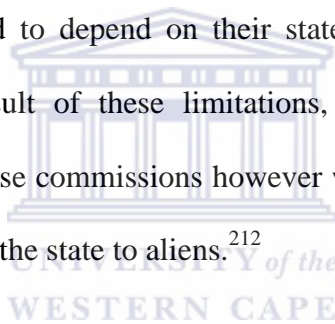 d to depend on their state
sult of these limitations,
se commissions however w
the state to aliens.212
UNIVERSITY of the
WESTERN CAPE